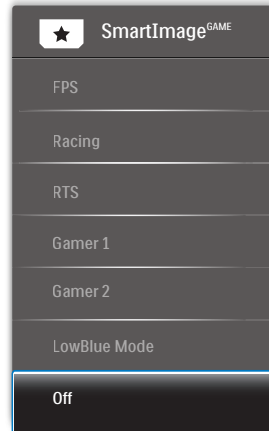 SmartImageGAME
FPS
Racing
RTS
Gamer 1
Gamer 2
LowBlue Mode
Off